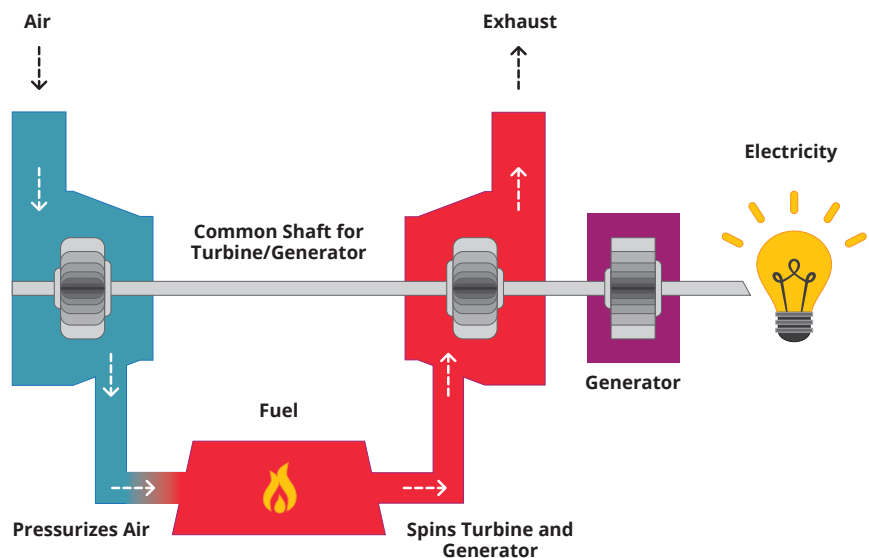 Air
Exhaust
Electricity
Common Shaft for
Turbine/Generator
Generator
Fuel
Pressurizes Air
Spins Turbine and
Generator